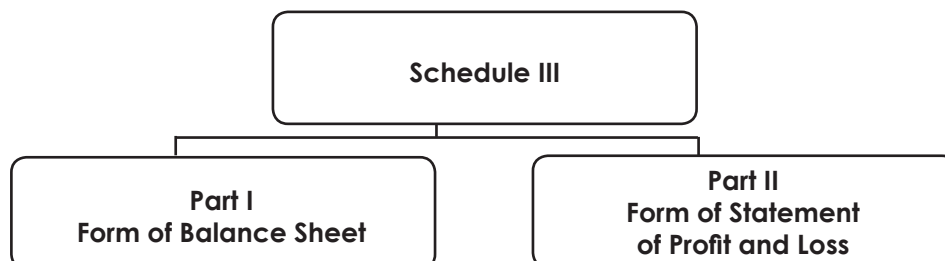 Schedule III
Part I
Form of Balance Sheet
Part II
Form of Statement
of Profit and Loss